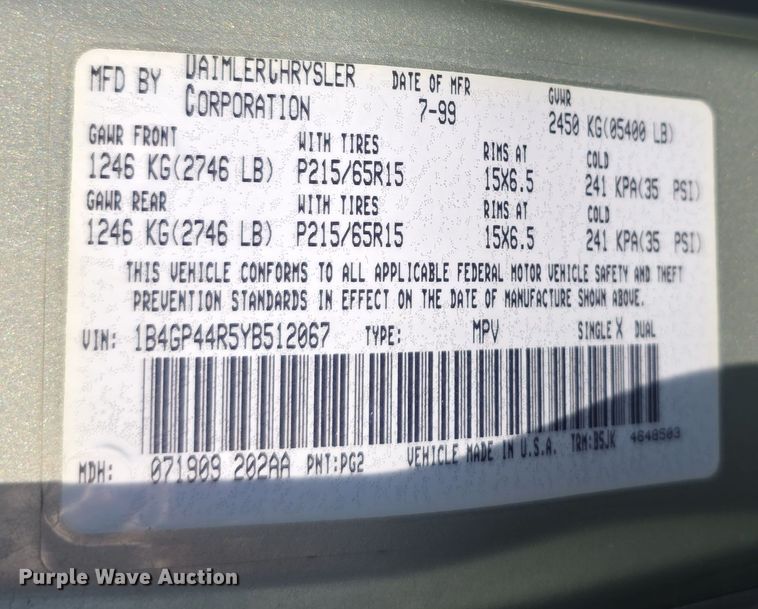 MFD BY DAIMLERCHRYSLER CORPORATION DATE OF MFR 7-99 GVWR 2450 KG(05400 LB)
GAWR FRONT WITH TIRES RIMS AT COLD
1246 KG(2746 LB) P215/65R15 15X6.5 241 KPA(35 PSI)
GAWR REAR WITH TIRES RIMS AT COLD
1246 KG(2746 LB) P215/65R15 15X6.5 241 KPA(35 PSI)
THIS VEHICLE CONFORMS TO ALL APPLICABLE FEDERAL MOTOR VEHICLE SAFETY AND THEFT
PREVENTION STANDARDS IN EFFECT ON THE DATE OF MANUFACTURE SHOWN ABOVE.
VIN: 1B4GP44R5YB512067 TYPE: MPV SINGLE X DUAL
MDH: 071909 202AA PNT:PG2 VEHICLE MADE IN U.S.A. TRM:BSJK 4648503
Purple Wave Auction